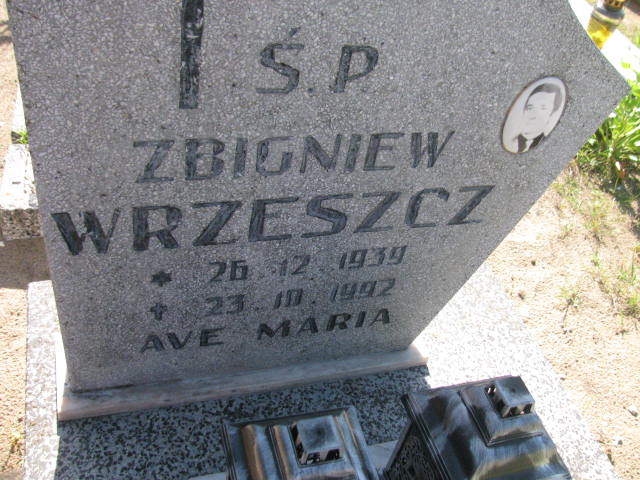 Ś.P
ZBIGNIEW
WRZESZCZ
* 26.12.1939
✝ 23.10.1992
AVE MARIA